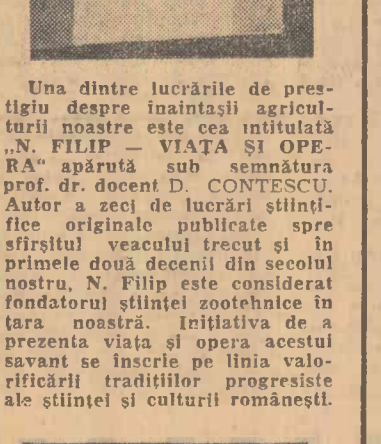 Una dintre lucrările de pres-
tigiu despre înaintașii agricul-
turii noastre este cea intitulată
„N. FILIP — VIAȚA ȘI OPE-
RA“ apărută sub semnătura
prof. dr. docent D. CONTESCU.
Autor a zeci de lucrări științi-
fice originale publicate spre
sfîrșitul veacului trecut și în
primele două decenii din secolul
nostru, N. Filip este considerat
fondatorul științei zootehnice în
țara noastră. Inițiativa de a
prezenta viața și opera acestui
savant se înscrie pe linia valo-
rificării tradițiilor progresiste
ale științei și culturii românești.